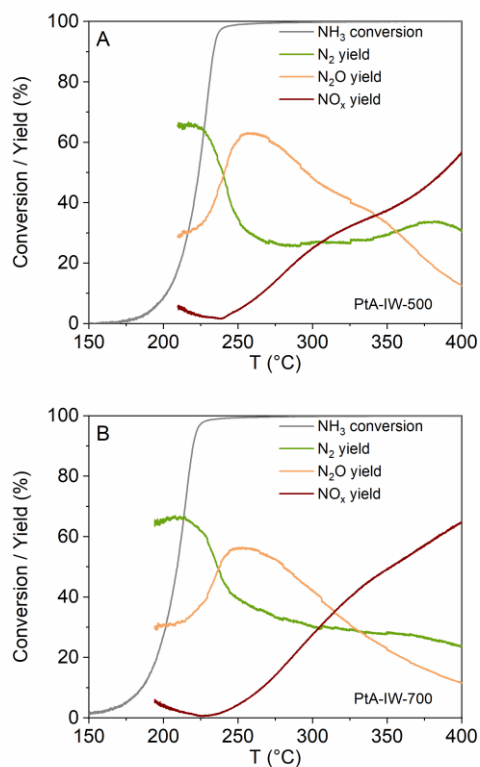 A
NH₃ conversion
N₂ yield
N₂O yield
NOₓ yield
Conversion / Yield (%)
100
80
60
40
20
0
PtA-IW-500
150 200 250 300 350 400
T (°C)
B
NH₃ conversion
N₂ yield
N₂O yield
NOₓ yield
Conversion / Yield (%)
100
80
60
40
20
0
PtA-IW-700
150 200 250 300 350 400
T (°C)